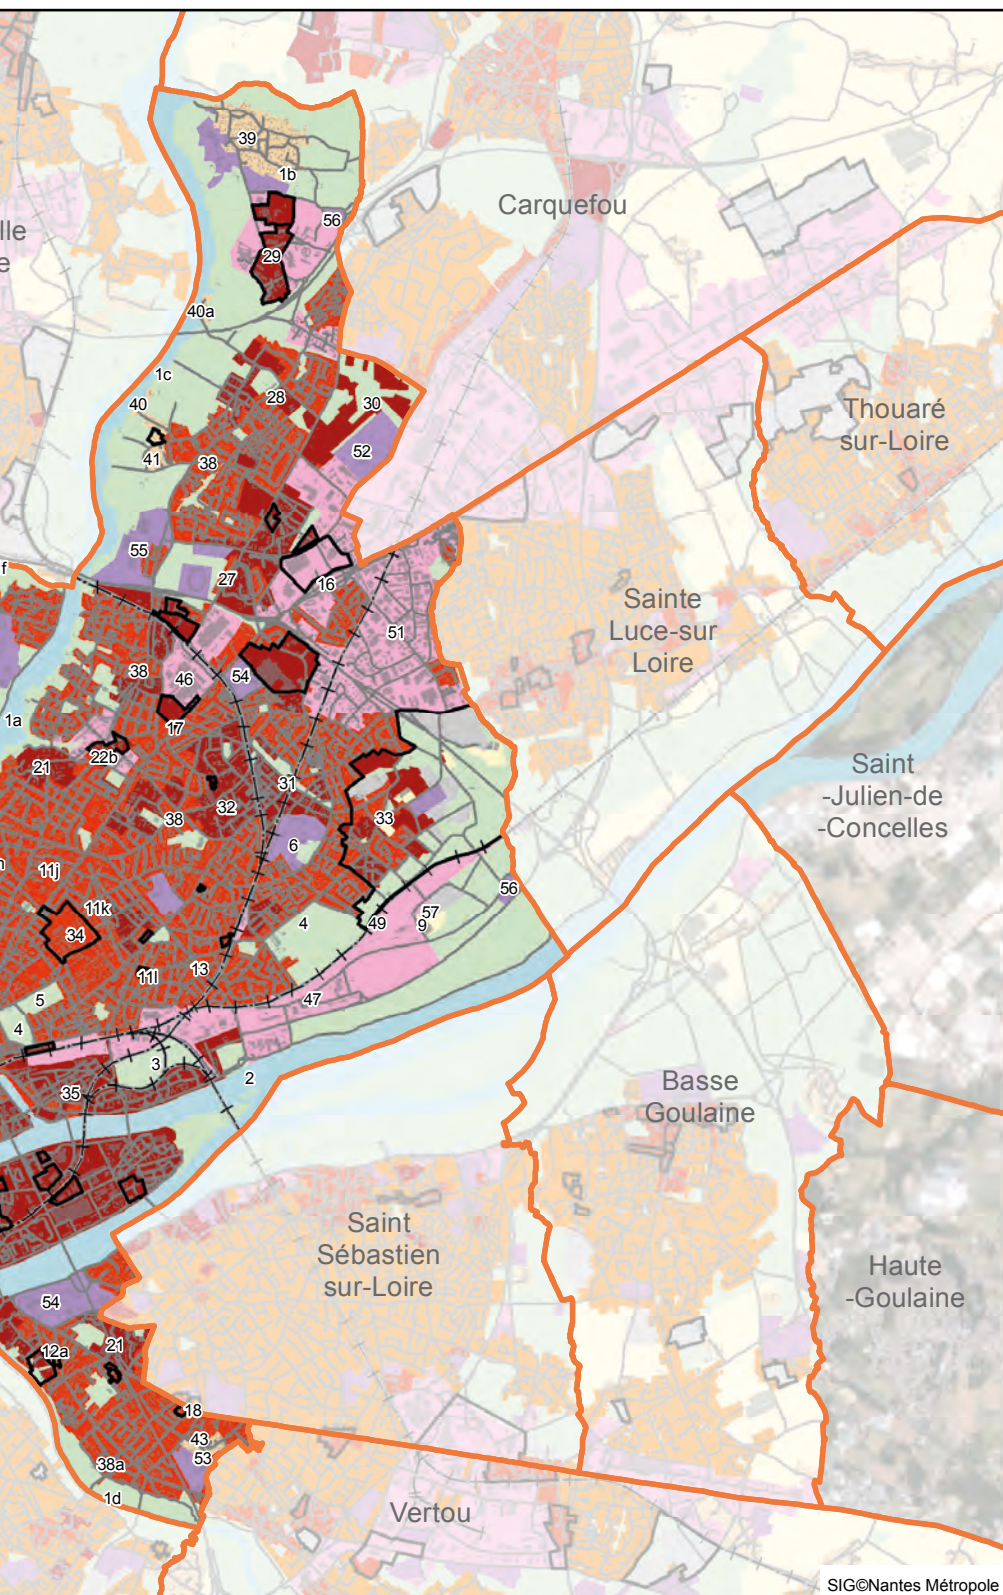 39
1b
Carquefou
56
lle
e
29
40a
1c
28
40
30
Thouaré
sur-Loire
52
41
38
55
f
27
16
Sainte
Luce-sur
Loire
51
38
46
54
1a
17
22b
21
Saint
-Julien-de
-Concelles
31
32
38
33
6
11j
56
11k
57
9
49
4
34
13
11l
5
47
4
3
2
35
Basse
Goulaine
Saint
Sébastien
sur-Loire
Haute
-Goulaine
54
21
12a
18
43
53
38a
1d
Vertou
SIG©Nantes Métropole